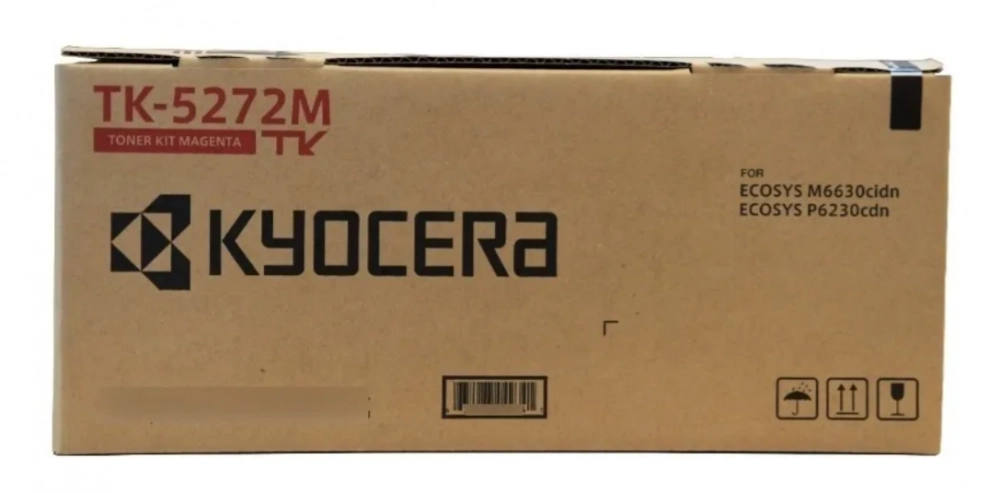 TK-5272M
TONER KIT MAGENTA TK
KYOCERA
FOR
ECOSYS M6630cidn
ECOSYS P6230cdn